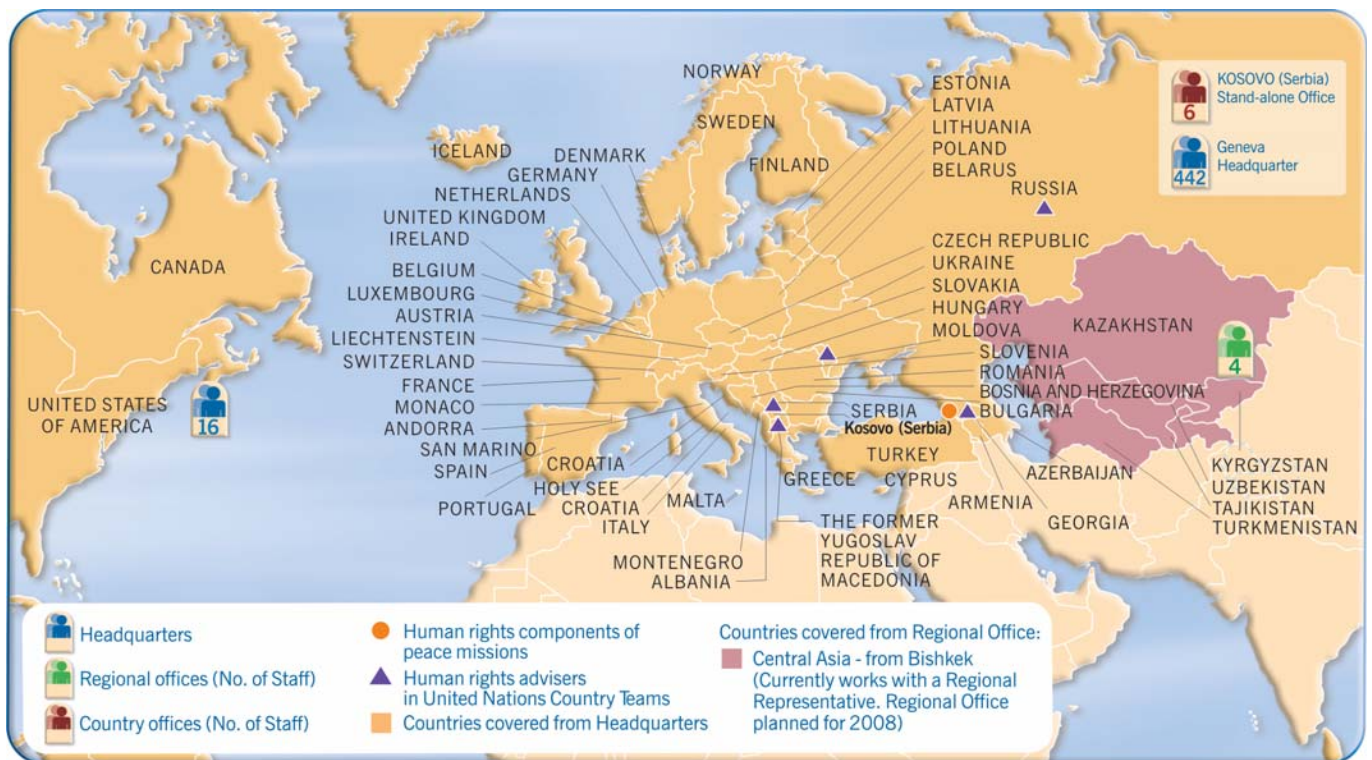 NORWAY
SWEDEN
FINLAND
ICELAND
DENMARK
GERMANY
NETHERLANDS
UNITED KINGDOM
IRELAND
BELGIUM
LUXEMBOURG
AUSTRIA
LIECHTENSTEIN
SWITZERLAND
FRANCE
MONACO
ANDORRA
SAN MARINO
SPAIN
PORTUGAL
CANADA
UNITED STATES
OF AMERICA
16
ESTONIA
LATVIA
LITHUANIA
POLAND
BELARUS
RUSSIA
CZECH REPUBLIC
UKRAINE
SLOVAKIA
HUNGARY
MOLDOVA
SLOVENIA
ROMANIA
BOSNIA AND HERZEGOVINA
BULGARIA
SERBIA
Kosovo (Serbia)
TURKEY
CYPRUS
GREECE
CROATIA
HOLY SEE
CROATIA
ITALY
MALTA
MONTENEGRO
ALBANIA
THE FORMER
YUGOSLAV
REPUBLIC OF
MACEDONIA
ARMENIA
AZERBAIJAN
GEORGIA
KAZAKHSTAN
4
KYRGYZSTAN
UZBEKISTAN
TAJIKISTAN
TURKMENISTAN
6
KOSOVO (Serbia)
Stand-alone Office
442
Geneva
Headquarter
Headquarters
Regional offices (No. of Staff)
Country offices (No. of Staff)
Human rights components of
peace missions
Human rights advisers
in United Nations Country Teams
Countries covered from Headquarters
Countries covered from Regional Office:
Central Asia - from Bishkek
(Currently works with a Regional
Representative. Regional Office
planned for 2008)